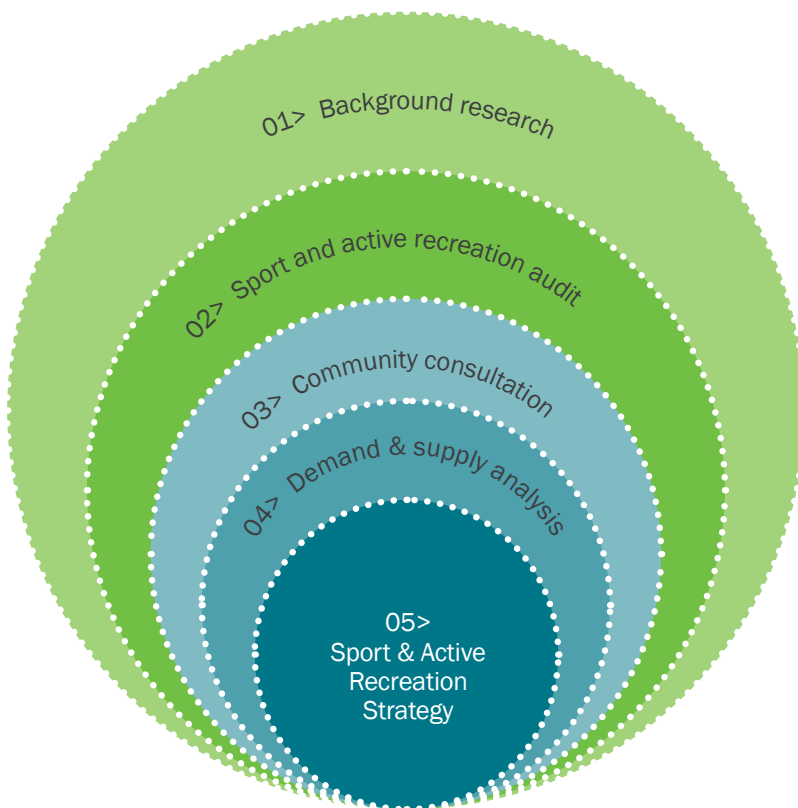 01> Background research
02> Sport and active recreation audit
03> Community consultation
04> Demand & supply analysis
05>
Sport & Active
Recreation
Strategy